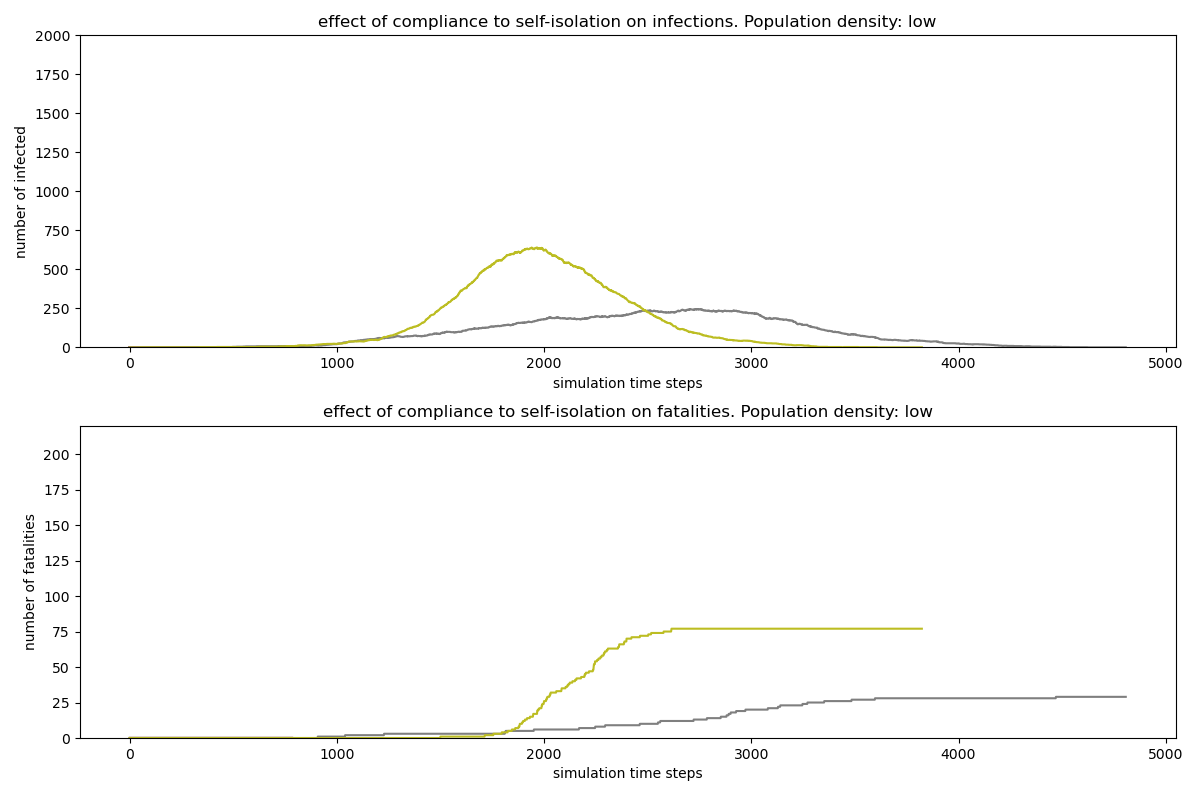 effect of compliance to self-isolation on infections. Population density: low
2000
1750
1500
1250
1000
750
500
250
0
number of infected
0 1000 2000 3000 4000 5000
simulation time steps
effect of compliance to self-isolation on fatalities. Population density: low
200
175
150
125
100
75
50
25
0
number of fatalities
0 1000 2000 3000 4000 5000
simulation time steps